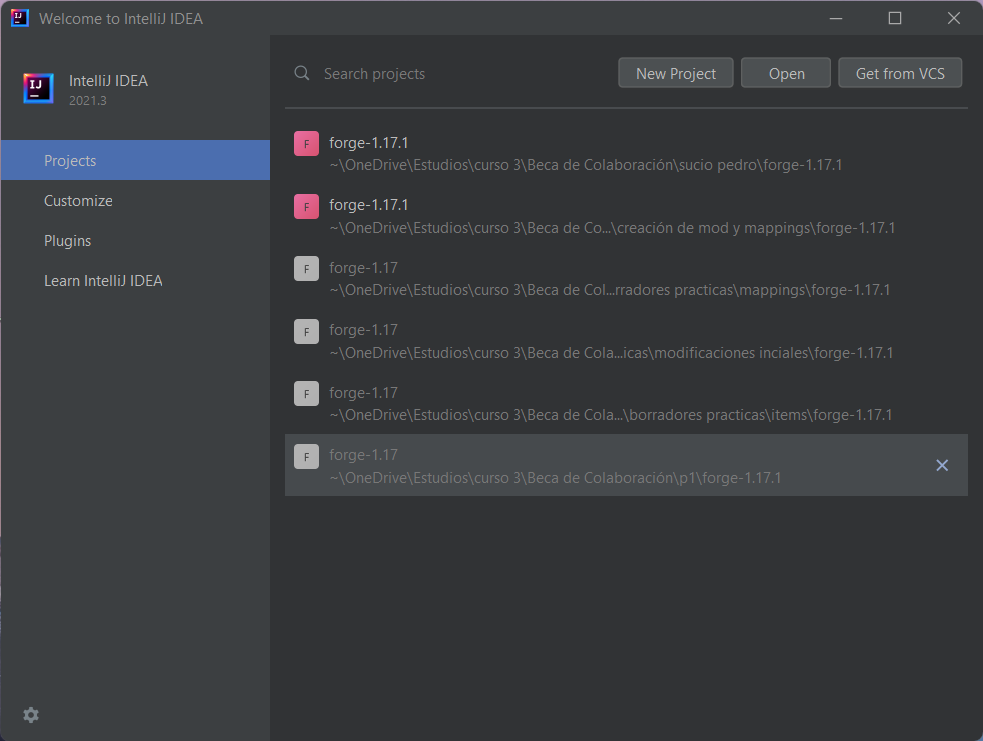 Welcome to IntelliJ IDEA
IntelliJ IDEA
2021.3
Projects
Customize
Plugins
Learn IntelliJ IDEA
Search projects
New Project
Open
Get from VCS
F forge-1.17.1
~\OneDrive\Estudios\curso 3\Beca de Colaboración\sucio pedro\forge-1.17.1
F forge-1.17.1
~\OneDrive\Estudios\curso 3\Beca de Co...\creación de mod y mappings\forge-1.17.1
F forge-1.17
~\OneDrive\Estudios\curso 3\Beca de Col...rradores practicas\mappings\forge-1.17.1
F forge-1.17
~\OneDrive\Estudios\curso 3\Beca de Cola...icas\modificaciones inciales\forge-1.17.1
F forge-1.17
~\OneDrive\Estudios\curso 3\Beca de Cola...\borradores practicas\items\forge-1.17.1
F forge-1.17
~\OneDrive\Estudios\curso 3\Beca de Colaboración\p1\forge-1.17.1